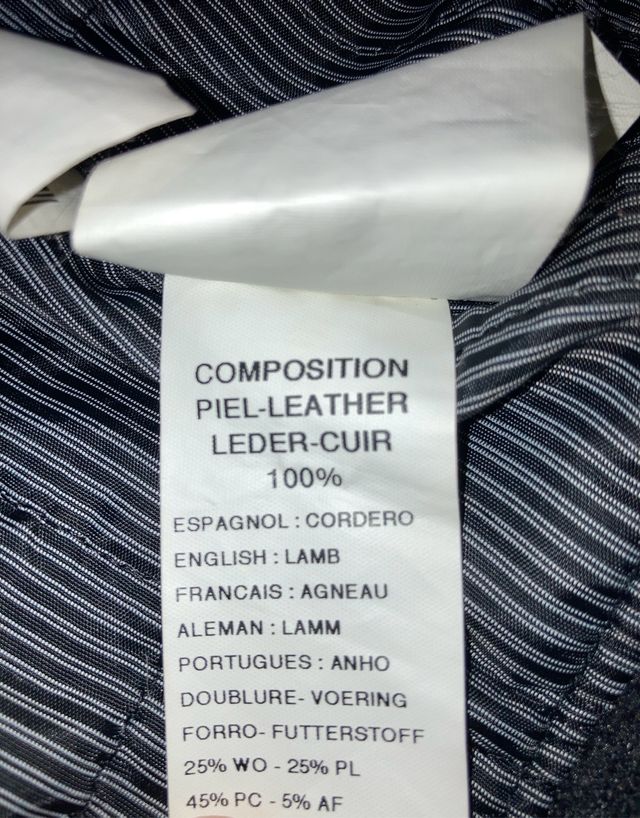 COMPOSITION
PIEL-LEATHER
LEDER-CUIR
100%
ESPAGNOL : CORDERO
ENGLISH : LAMB
FRANCAIS : AGNEAU
ALEMAN : LAMM
PORTUGUES : ANHO
DOUBLURE- VOERING
FORRO- FUTTERSTOFF
25% WO - 25% PL
45% PC - 5% AF